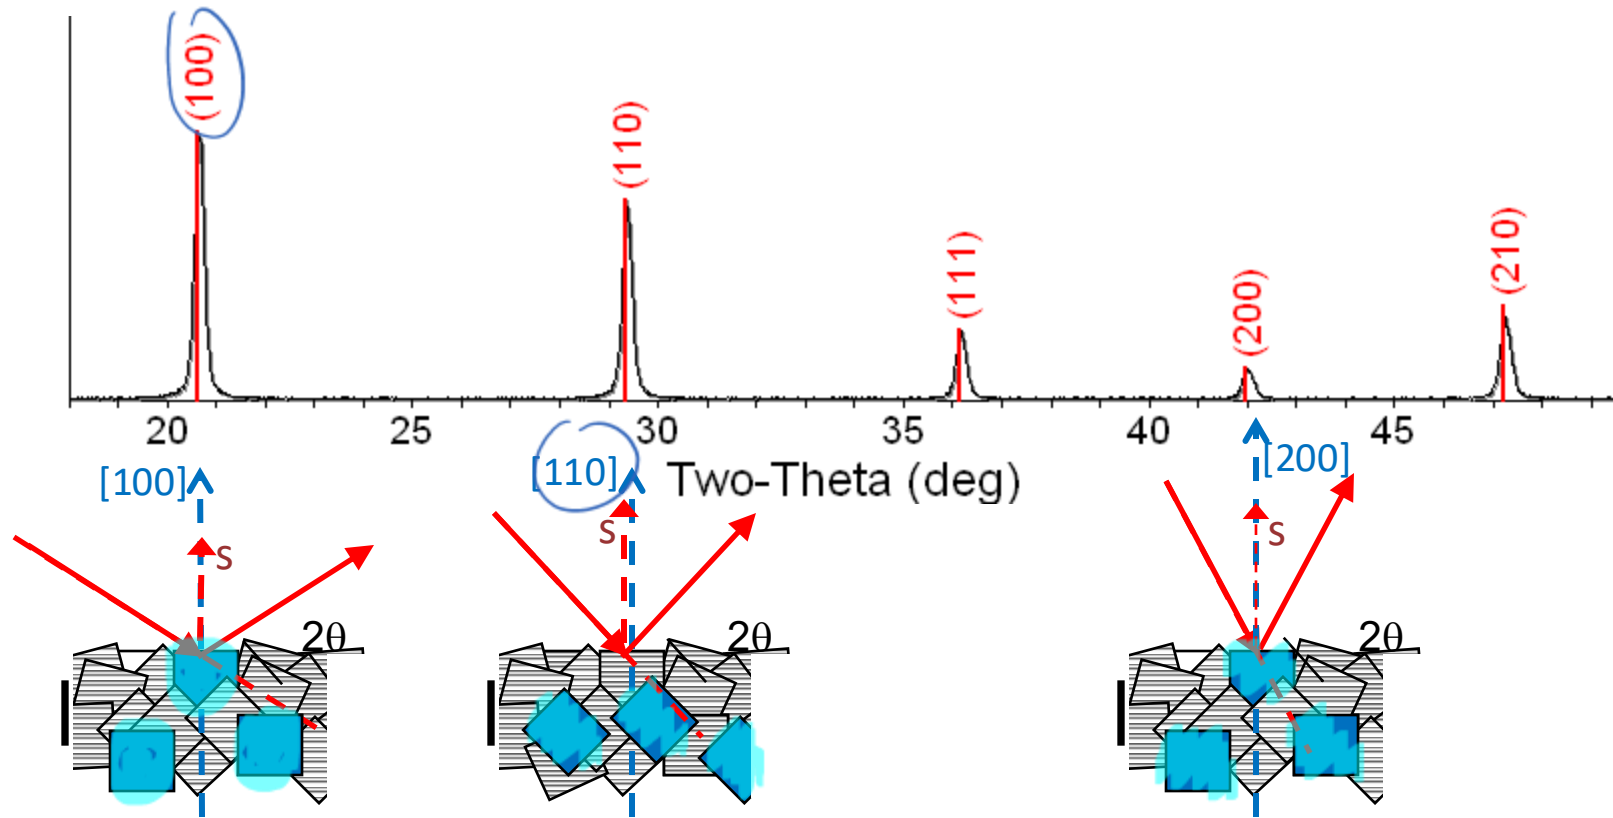 (100)
(110)
(111)
(200)
(210)
20 25 30 35 40 45
Two-Theta (deg)
[100] [110] [200]
S S S
2θ 2θ 2θ